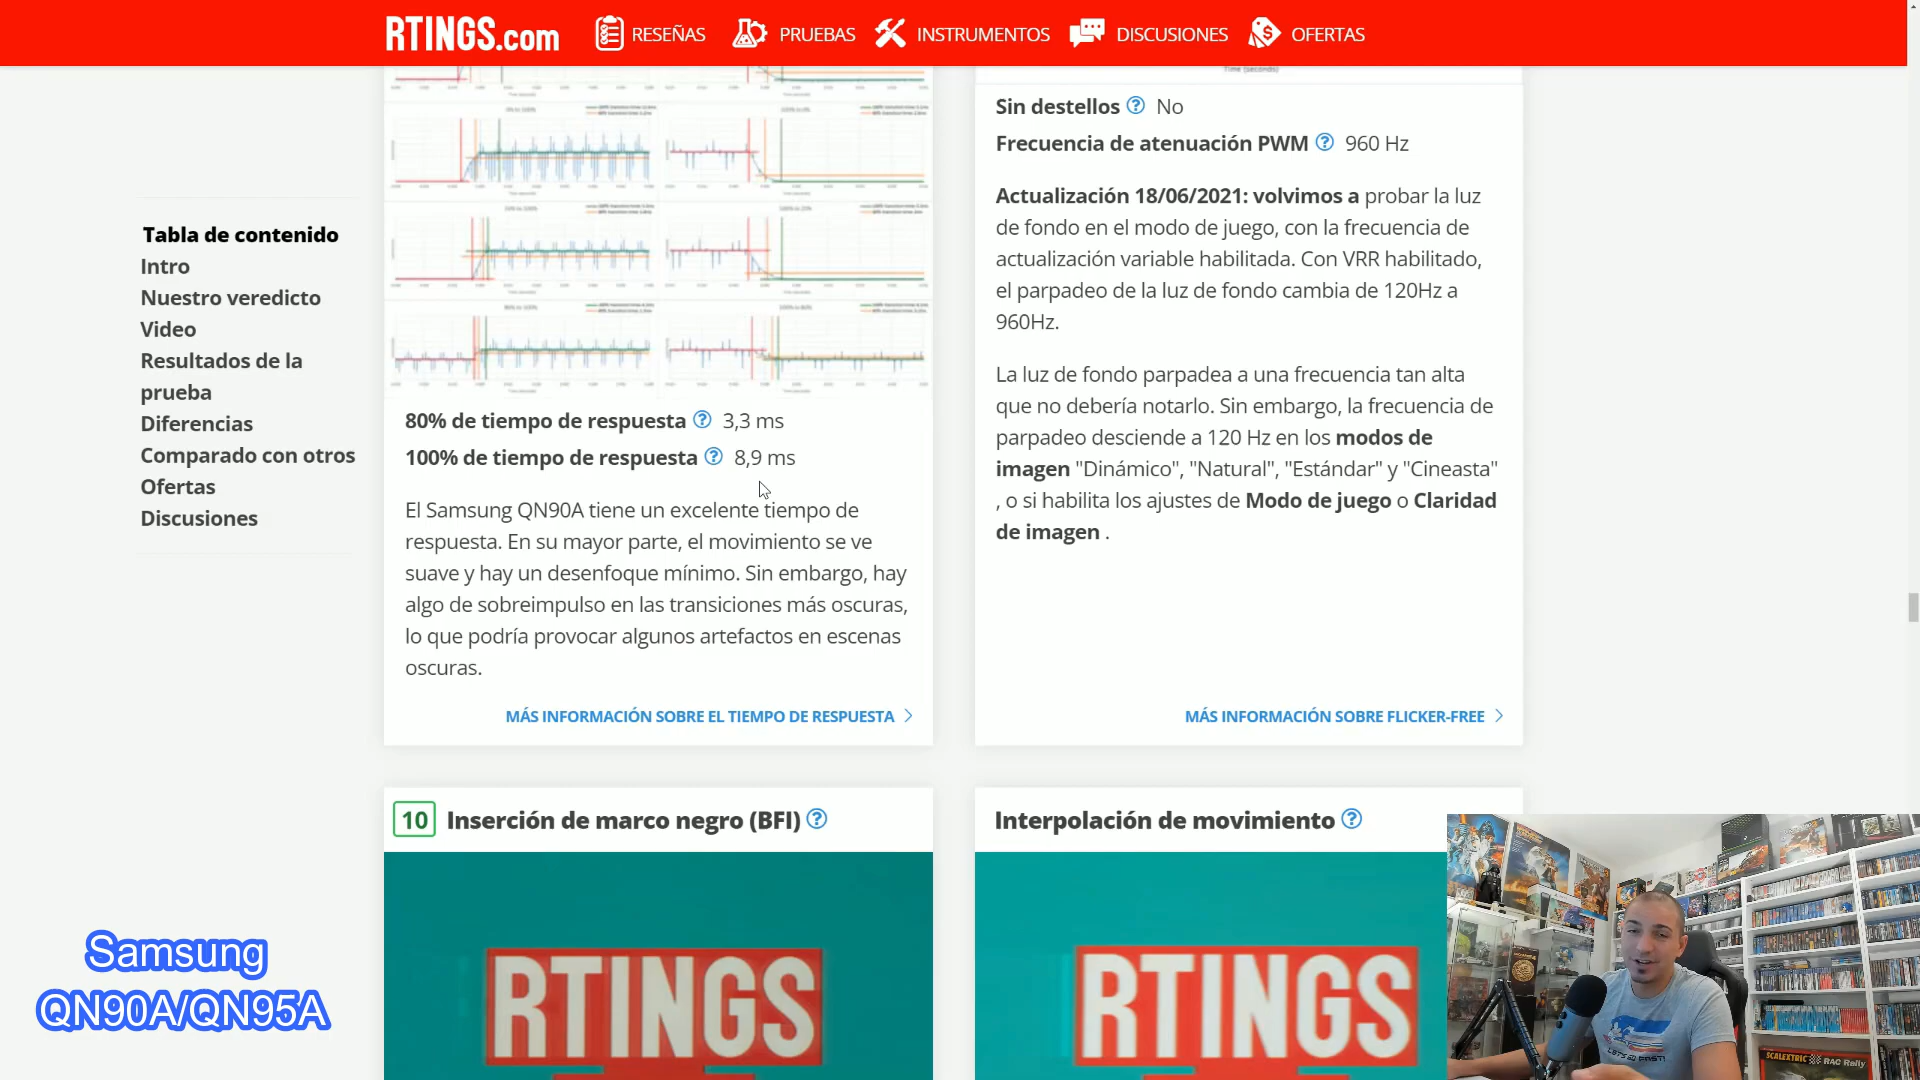 RTINGS.com
RESEÑAS
PRUEBAS
INSTRUMENTOS
DISCUSIONES
OFERTAS
Tabla de contenido
Intro
Nuestro veredicto
Video
Resultados de la
prueba
Diferencias
Comparado con otros
Ofertas
Discusiones
80% de tiempo de respuesta 3,3 ms
100% de tiempo de respuesta 8,9 ms
El Samsung QN90A tiene un excelente tiempo de
respuesta. En su mayor parte, el movimiento se ve
suave y hay un desenfoque mínimo. Sin embargo, hay
algo de sobreimpulso en las transiciones más oscuras,
lo que podría provocar algunos artefactos en escenas
oscuras.
MÁS INFORMACIÓN SOBRE EL TIEMPO DE RESPUESTA
Time (seconds)
Sin destellos No
Frecuencia de atenuación PWM 960 Hz
Actualización 18/06/2021: volvimos a probar la luz
de fondo en el modo de juego, con la frecuencia de
actualización variable habilitada. Con VRR habilitado,
el parpadeo de la luz de fondo cambia de 120Hz a
960Hz.
La luz de fondo parpadea a una frecuencia tan alta
que no debería notarlo. Sin embargo, la frecuencia de
parpadeo desciende a 120 Hz en los modos de
imagen "Dinámico", "Natural", "Estándar" y "Cineasta"
, o si habilita los ajustes de Modo de juego o Claridad
de imagen .
MÁS INFORMACIÓN SOBRE FLICKER-FREE
10 Inserción de marco negro (BFI)
RTINGS
Interpolación de movimiento
RTINGS
Samsung
QN90A/QN95A
LET'S GO FAST!
SCALEXTRIC RAC Rally